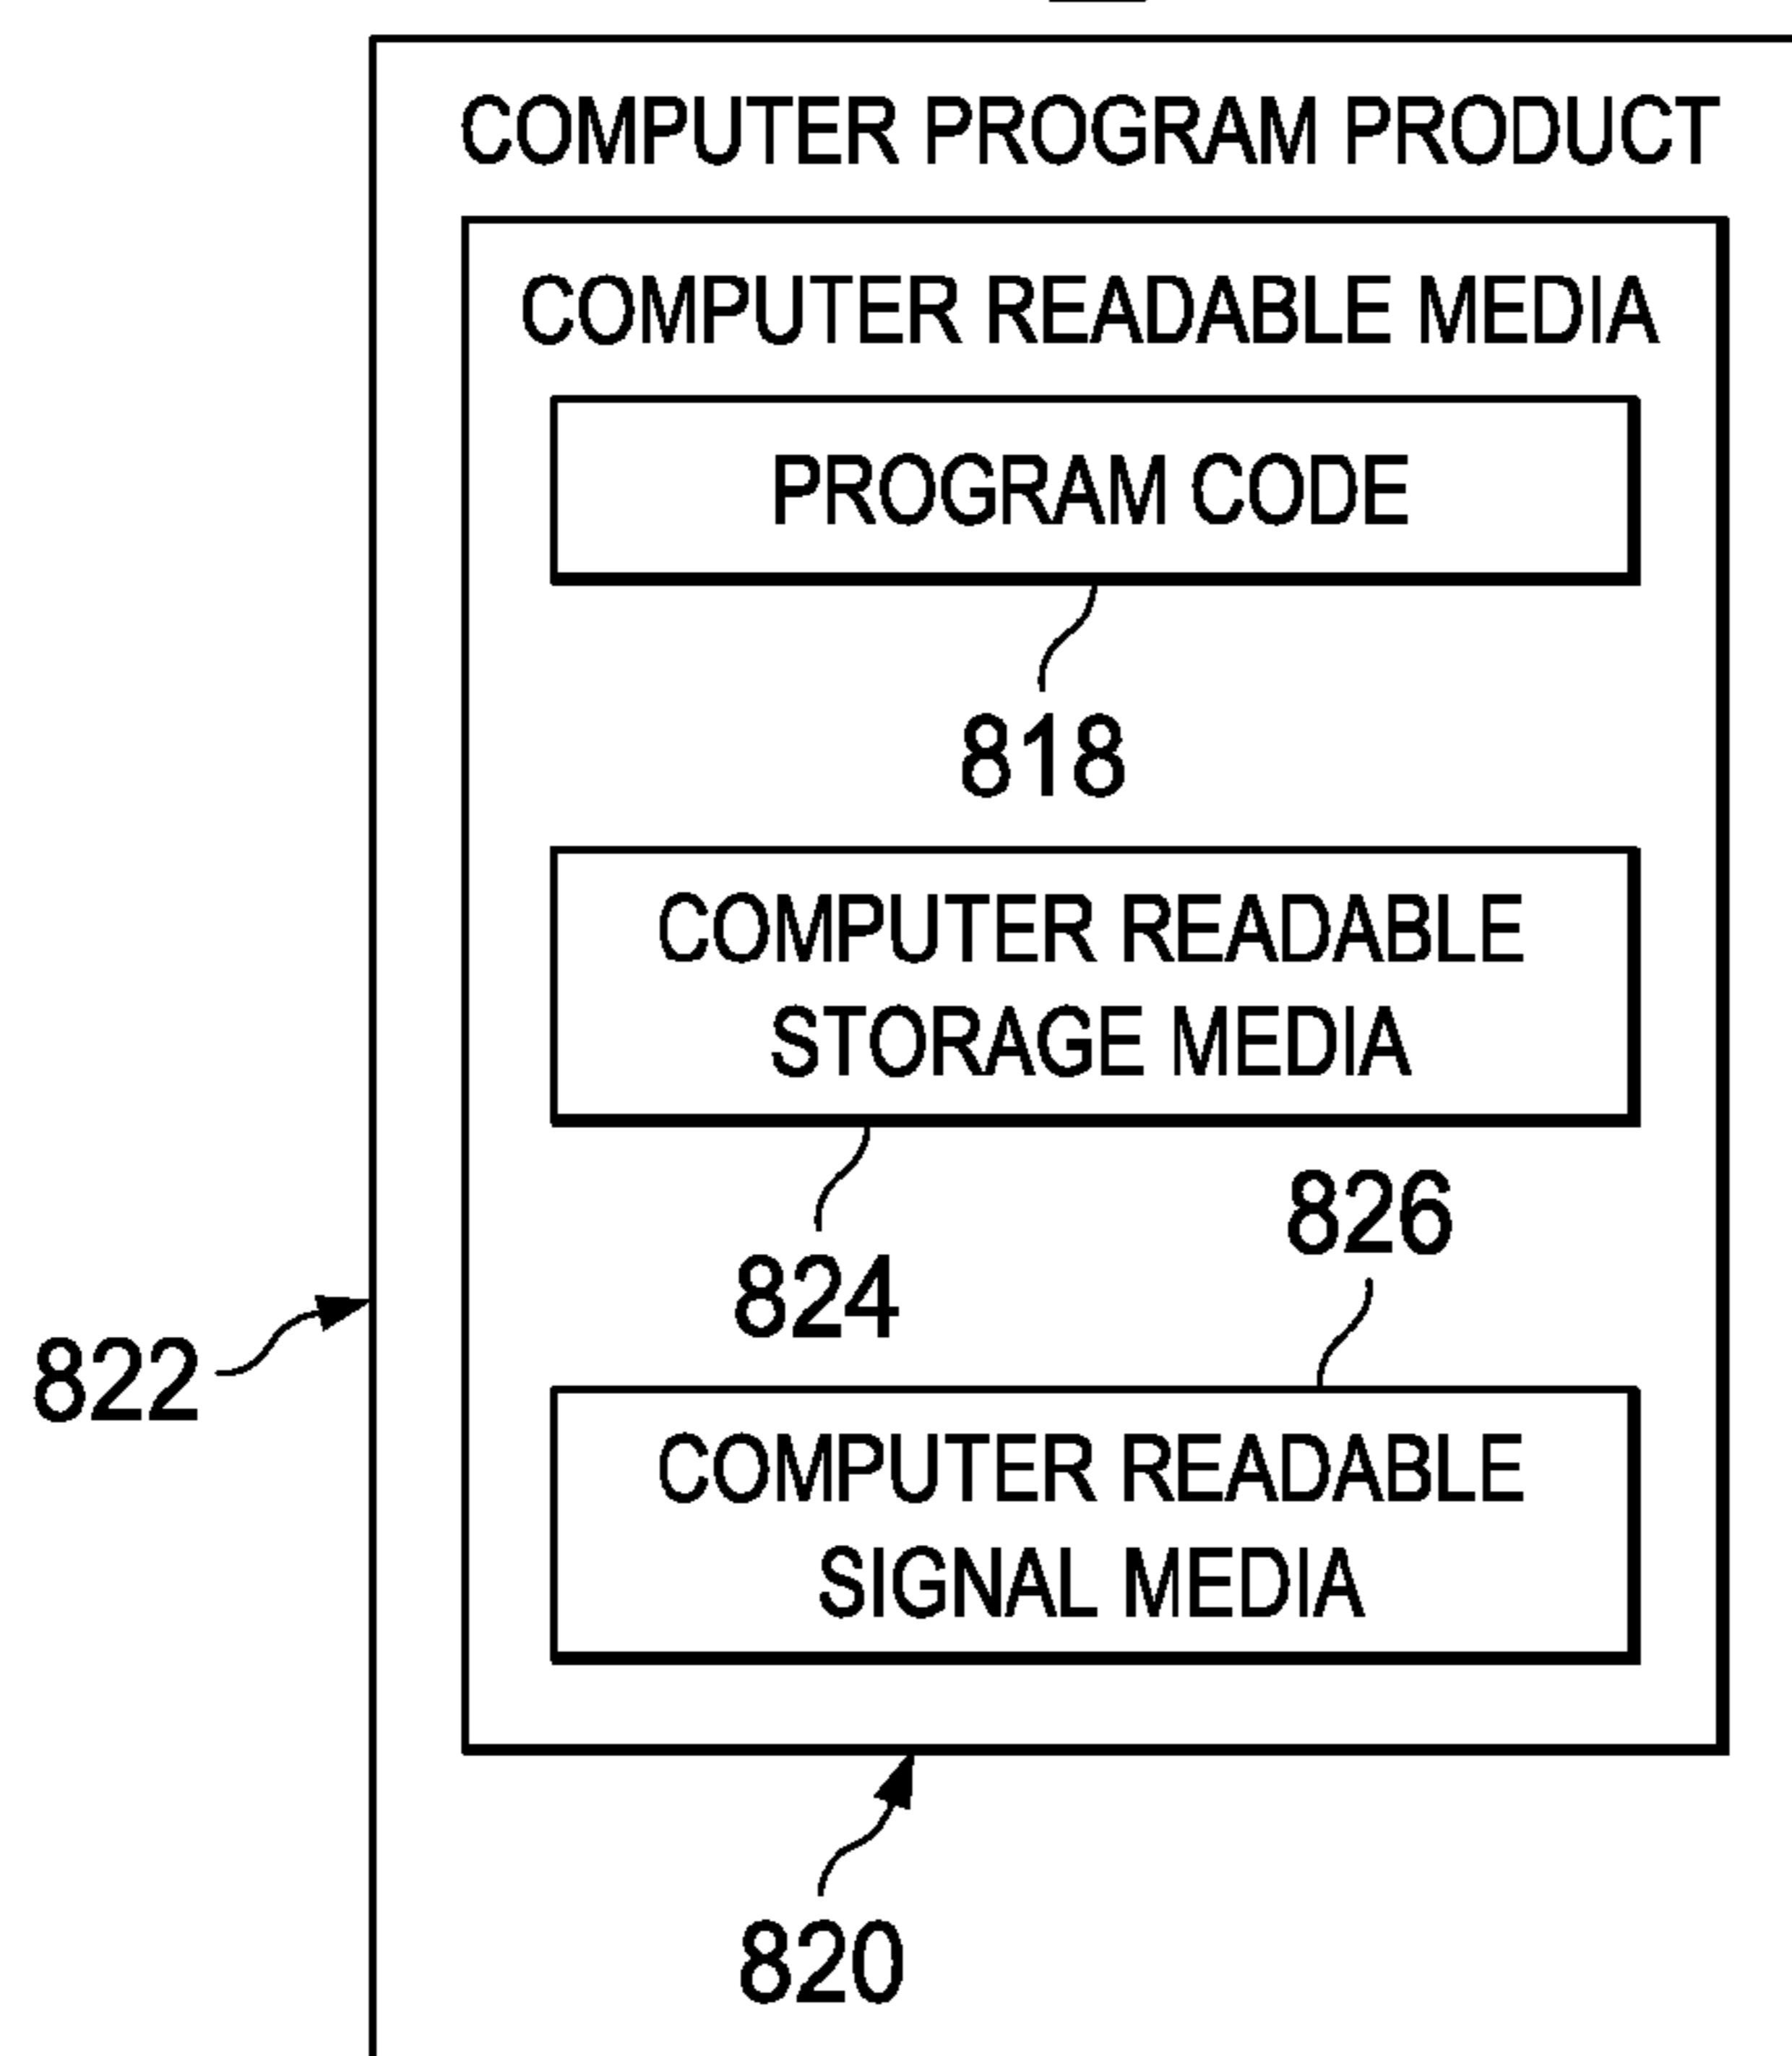 COMPUTER PROGRAM PRODUCT
COMPUTER READABLE MEDIA
PROGRAM CODE
818
COMPUTER READABLE
STORAGE MEDIA
824
826
822
COMPUTER READABLE
SIGNAL MEDIA
820